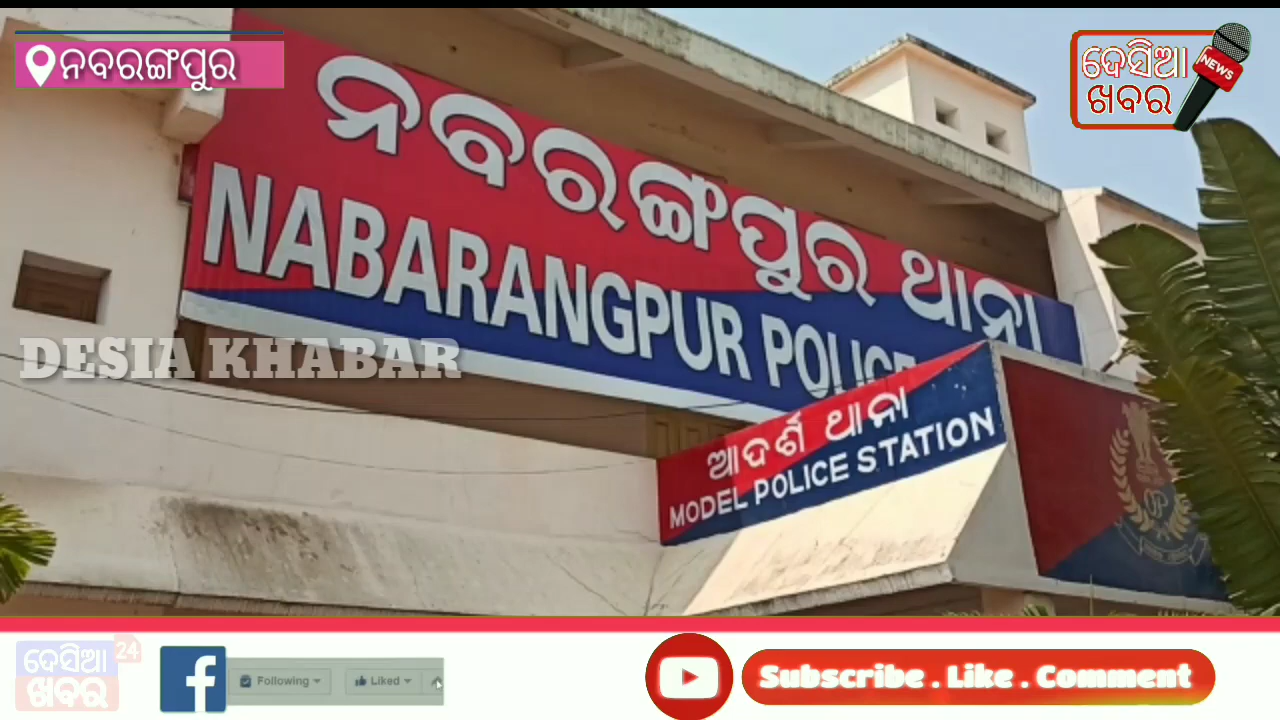 ନବରଙ୍ଗପୁର
ଦେସିଆ
ଖବର
NEWS
ନବରଙ୍ଗପୁର ଥାନା
NABARANGPUR POLICE
DESIA KHABAR
ଆଦର୍ଶ ଥାନା
MODEL POLICE STATION
ଦେସିଆ 24
ଖବର
f
Following
Liked
Subscribe . Like . Comment